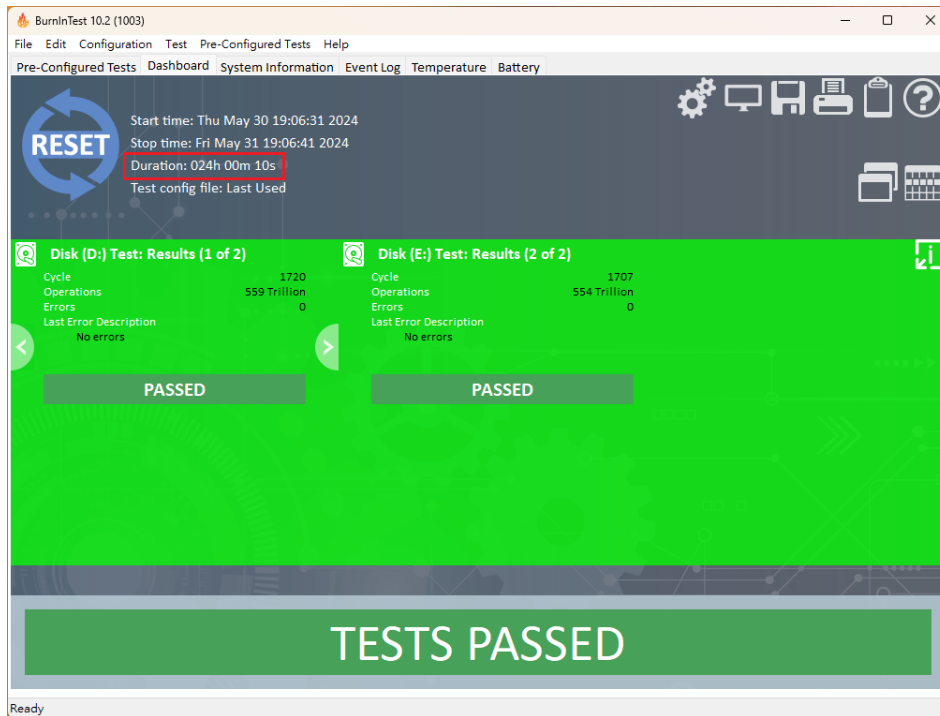 BurnInTest 10.2 (1003)
File Edit Configuration Test Pre-Configured Tests Help
Pre-Configured Tests Dashboard System Information Event Log Temperature Battery
RESET
Start time: Thu May 30 19:06:31 2024
Stop time: Fri May 31 19:06:41 2024
Duration: 024h 00m 10s
Test config file: Last Used
Disk (D:) Test: Results (1 of 2)
Cycle 1720
Operations 559 Trillion
Errors 0
Last Error Description
No errors
PASSED
Disk (E:) Test: Results (2 of 2)
Cycle 1707
Operations 554 Trillion
Errors 0
Last Error Description
No errors
PASSED
TESTS PASSED
Ready